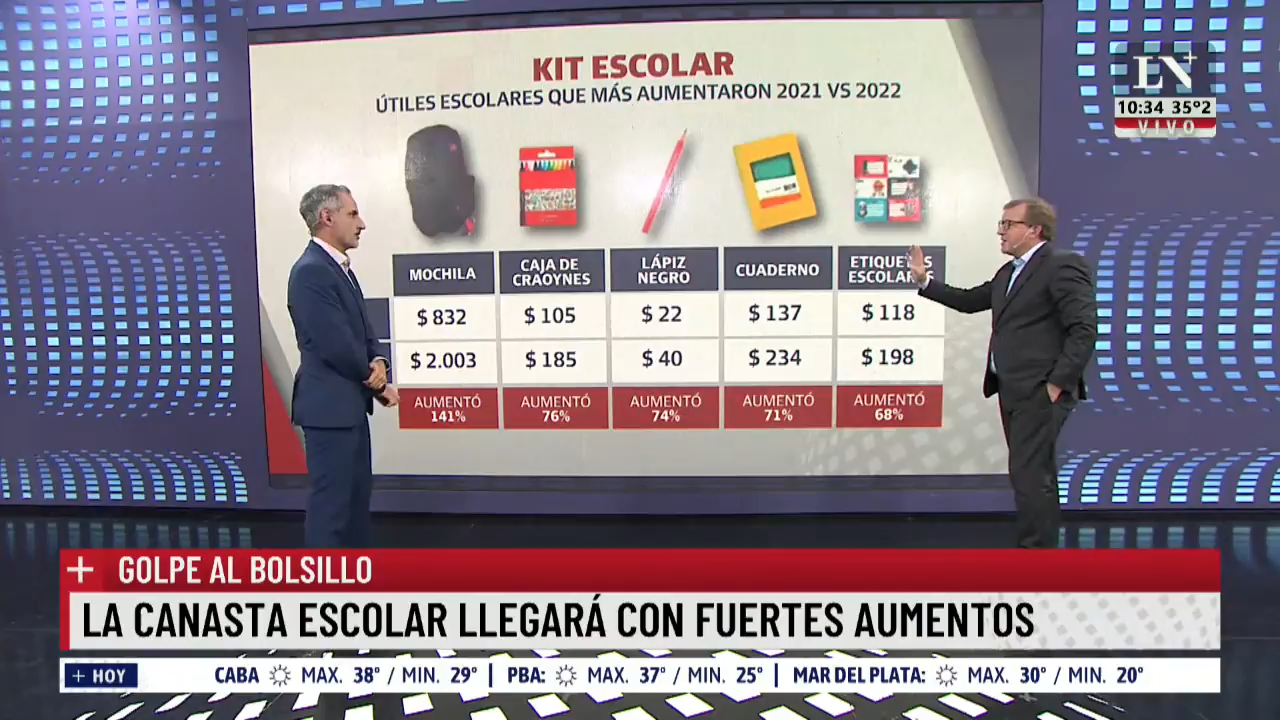 KIT ESCOLAR
ÚTILES ESCOLARES QUE MÁS AUMENTARON 2021 VS 2022
LN+
10:34 35°2
VIVO
MOCHILA
CAJA DE CRAOYNES
LÁPIZ NEGRO
CUADERNO
ETIQUETAS ESCOLARES
$ 832
$ 105
$ 22
$ 137
$ 118
$ 2.003
$ 185
$ 40
$ 234
$ 198
AUMENTÓ 141%
AUMENTÓ 76%
AUMENTÓ 74%
AUMENTÓ 71%
AUMENTÓ 68%
+ GOLPE AL BOLSILLO
LA CANASTA ESCOLAR LLEGARÁ CON FUERTES AUMENTOS
+ HOY CABA MAX. 38° / MIN. 29° | PBA: MAX. 37° / MIN. 25° | MAR DEL PLATA: MAX. 30° / MIN. 20°